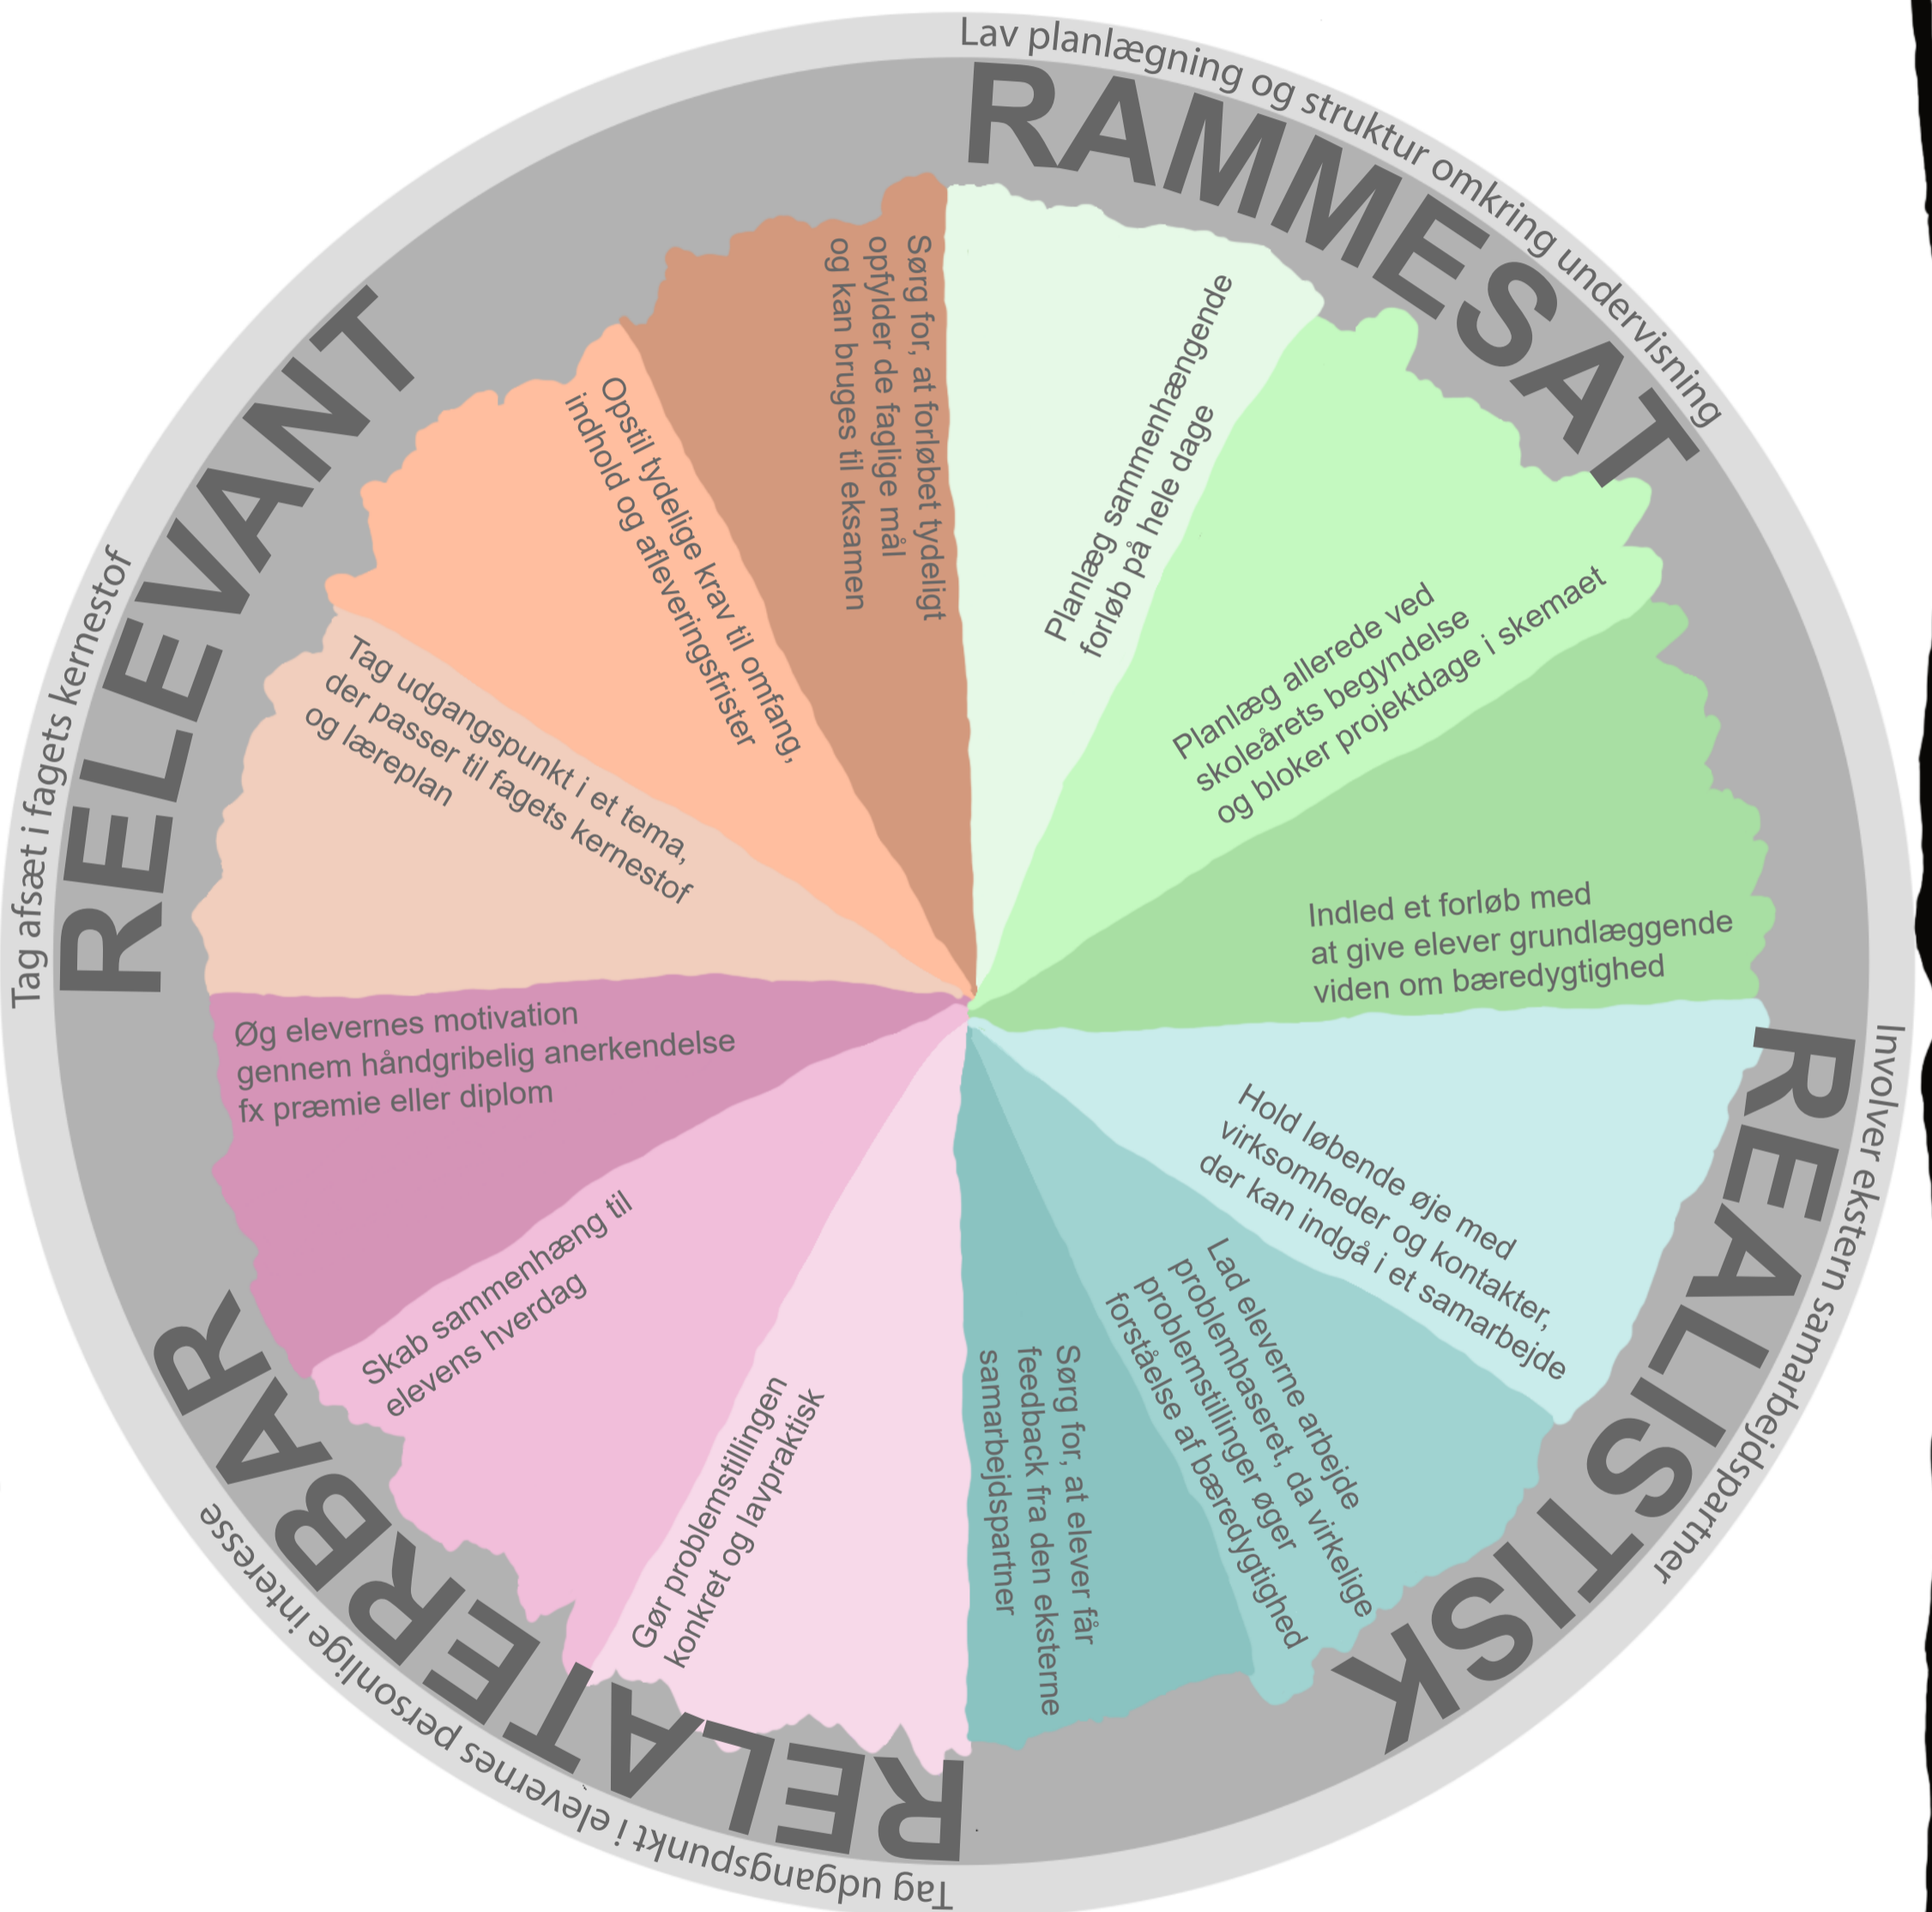 Lav planlægning og struktur omkring undervisning
RAMMESAT
Planlæg sammenhængende
forløb på hele dage
Planlæg allerede ved
skoleårets begyndelse
og bloker projektdage i skemaet
Indled et forløb med
at give elever grundlæggende
viden om bæredygtighed
Involver ekstern samarbejdspartner
REALISTISK
Hold løbende øje med
virksomheder og kontakter,
der kan indgå i et samarbejde
Lad eleverne arbejde
problembaseret, da virkelige
problemstillinger øger
forståelse af bæredygtighed
Sørg for, at elever får
feedback fra den eksterne
samarbejdspartner
Tag udgangspunkt i elevernes personlige interesse
RELATERBAR
Gør problemstillingen
konkret og lavpraktisk
Skab sammenhæng til
elevens hverdag
Øg elevernes motivation
gennem håndgribelig anerkendelse
fx præmie eller diplom
Tag afsæt i fagets kernestof
RELEVANT
Tag udgangspunkt i et tema,
der passer til fagets kernestof
og læreplan
Opstil tydelige krav til omfang,
indhold og afleveringsfrister
Sørg for, at forløbet tydeligt
opfylder de faglige mål
og kan bruges til eksamen